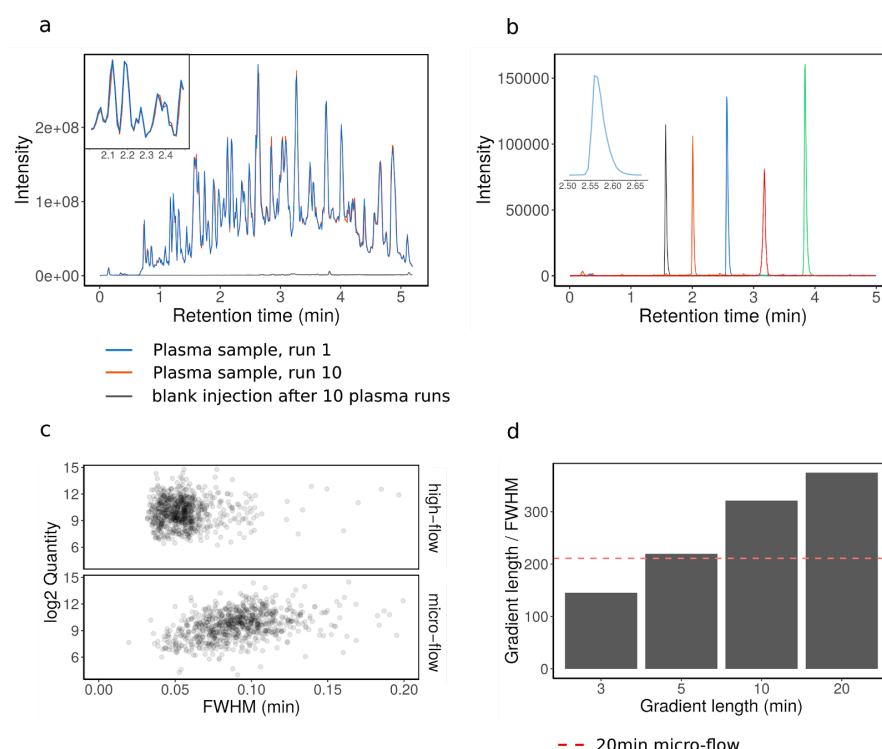 a
Intensity
2e+08
1e+08
0e+00
2.1 2.2 2.3 2.4
0 1 2 3 4 5
Retention time (min)
Plasma sample, run 1
Plasma sample, run 10
blank injection after 10 plasma runs
b
Intensity
150000
100000
50000
0
2.50 2.55 2.60 2.65
0 1 2 3 4 5
Retention time (min)
c
log2 Quantity
15
12
9
6
high−flow
15
12
9
6
micro−flow
0.00 0.05 0.10 0.15 0.20
FWHM (min)
d
Gradient length / FWHM
300
200
100
0
3 5 10 20
Gradient length (min)
20min micro-flow